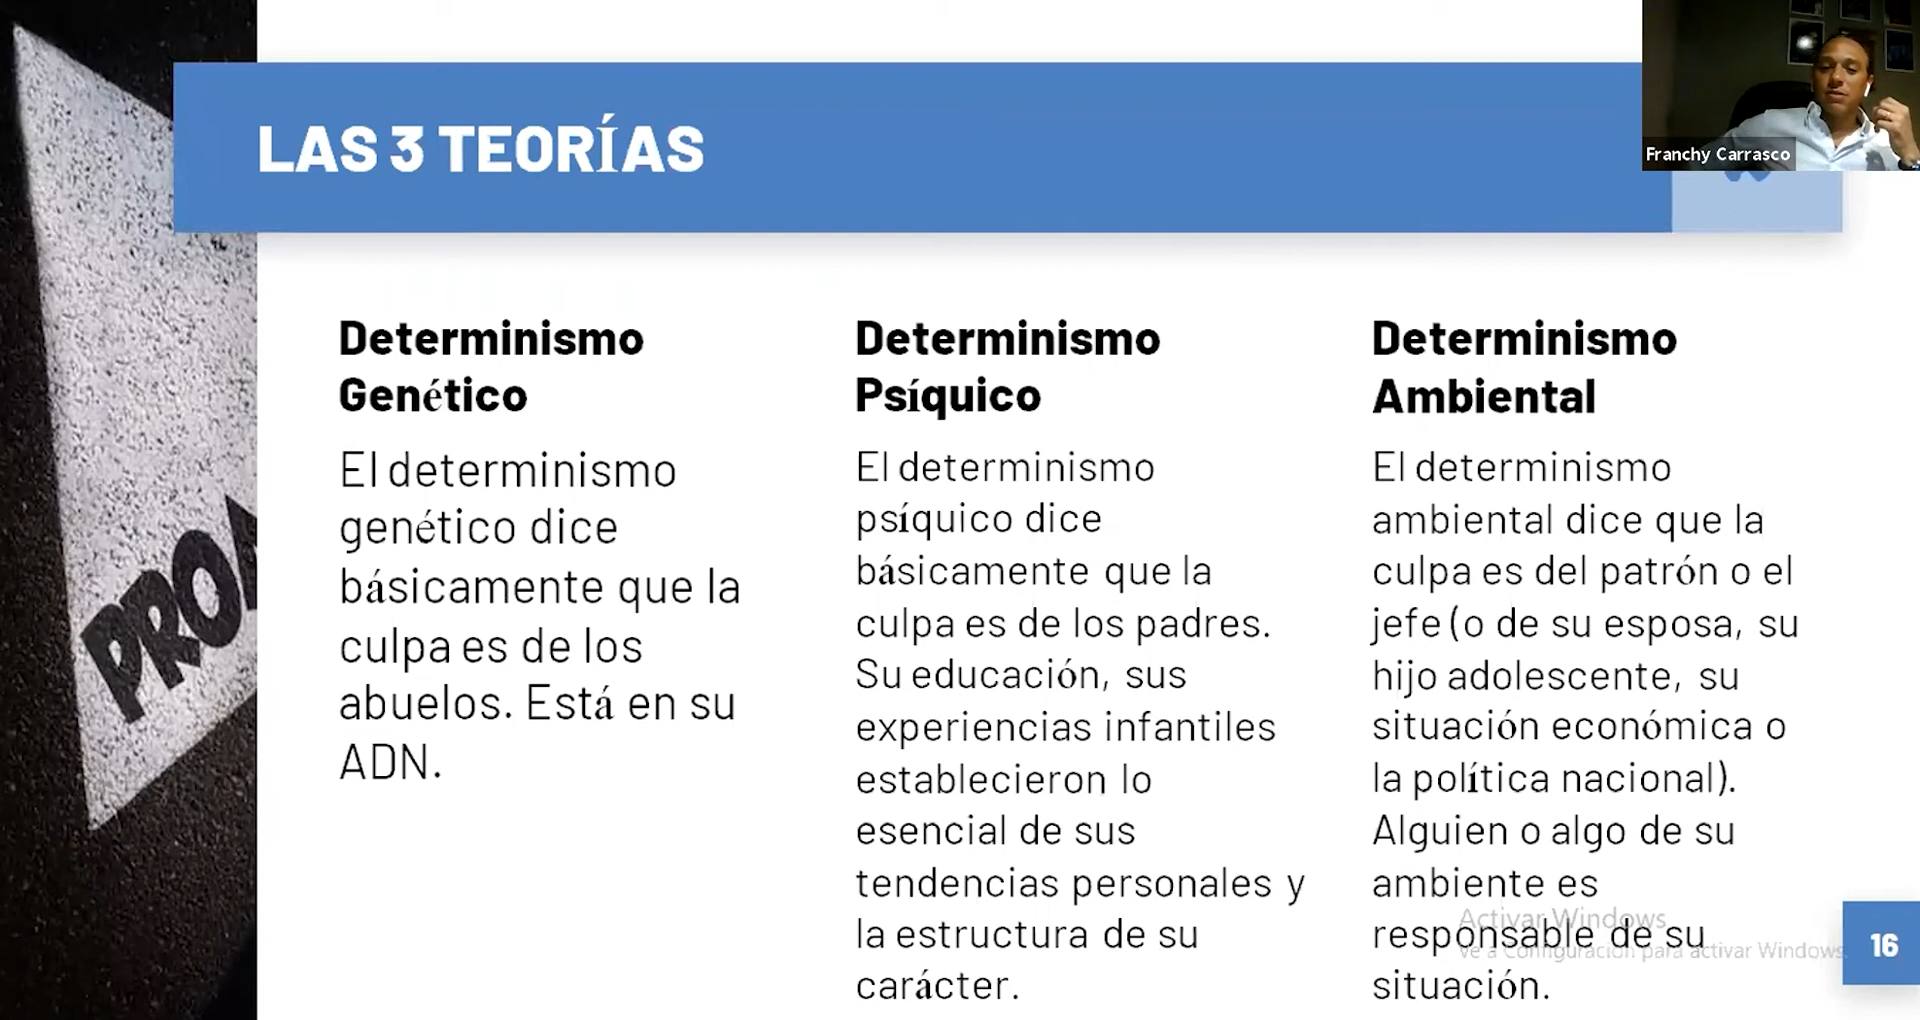 LAS 3 TEORÍAS
Franchy Carrasco
Determinismo
Genético
El determinismo
genético dice
básicamente que la
culpa es de los
abuelos. Está en su
ADN.
Determinismo
Psíquico
El determinismo
psíquico dice
básicamente que la
culpa es de los padres.
Su educación, sus
experiencias infantiles
establecieron lo
esencial de sus
tendencias personales y
la estructura de su
carácter.
Determinismo
Ambiental
El determinismo
ambiental dice que la
culpa es del patrón o el
jefe (o de su esposa, su
hijo adolescente, su
situación económica o
la política nacional).
Alguien o algo de su
ambiente es
responsable de su
situación.
Activar Windows
Ve a Configuración para activar Windows.
16
PROA